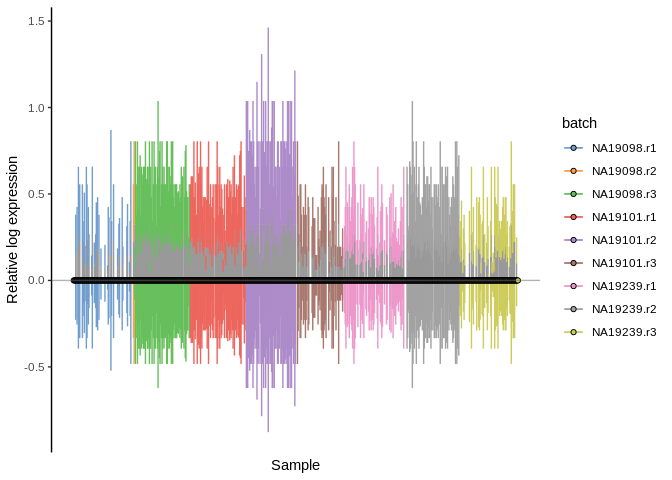 1.5
1.0
0.5
0.0
-0.5
Relative log expression
Sample
batch
NA19098.r1
NA19098.r2
NA19098.r3
NA19101.r1
NA19101.r2
NA19101.r3
NA19239.r1
NA19239.r2
NA19239.r3